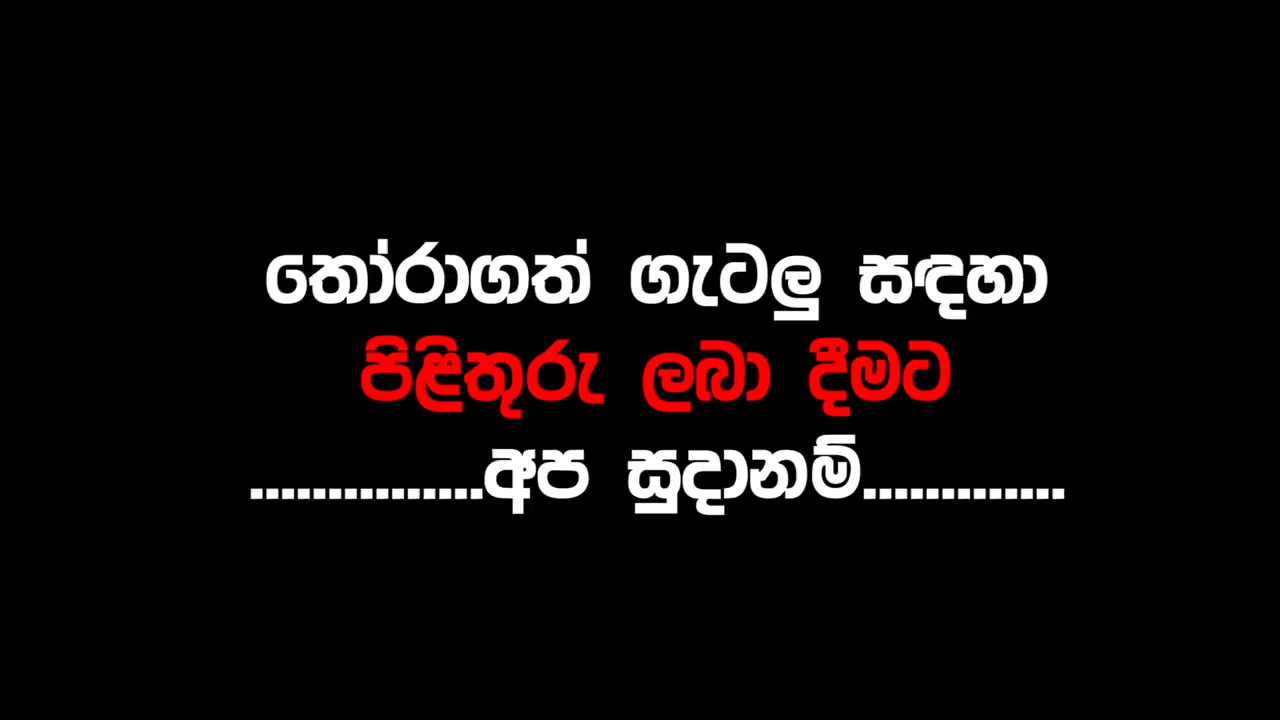 තෝරාගත් ගැටලු සඳහා
පිළිතුරු ලබා දීමට
...............අප සුදානම්.............